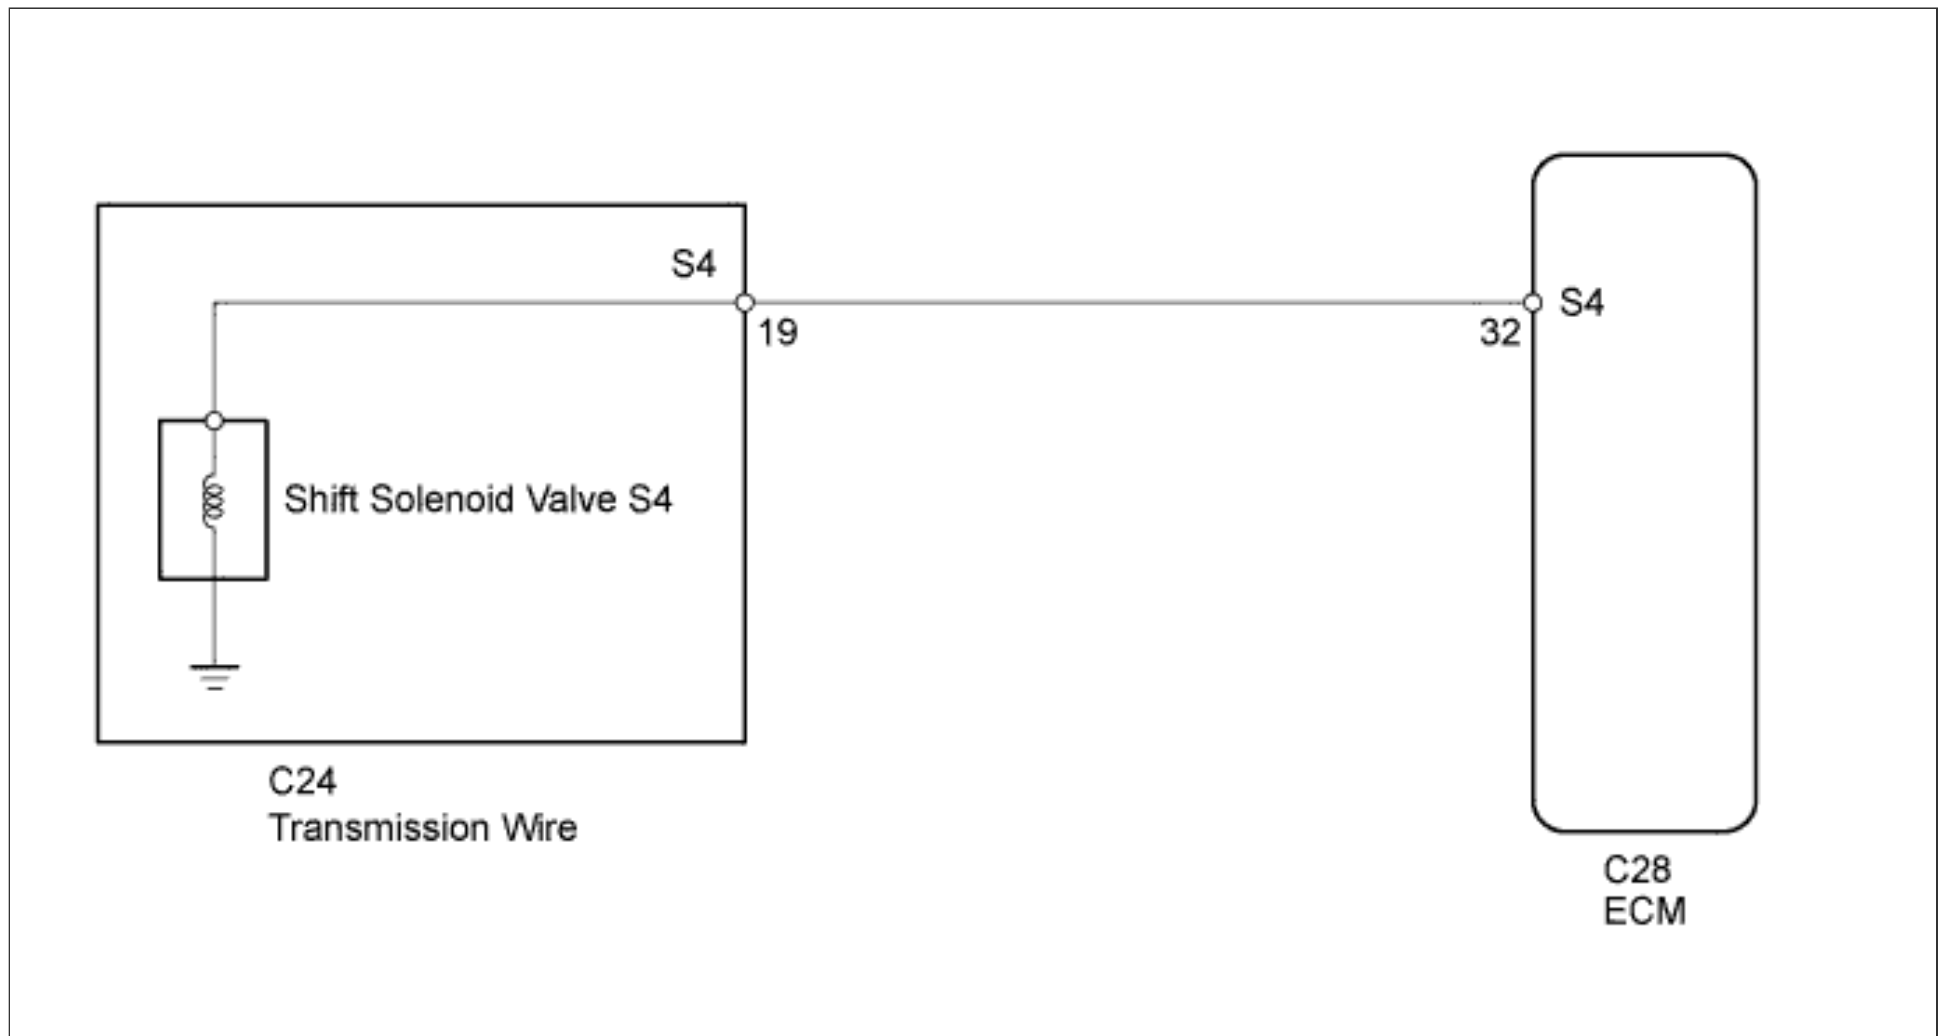 S4
S4
19
32
Shift Solenoid Valve S4
C24
Transmission Wire
C28
ECM